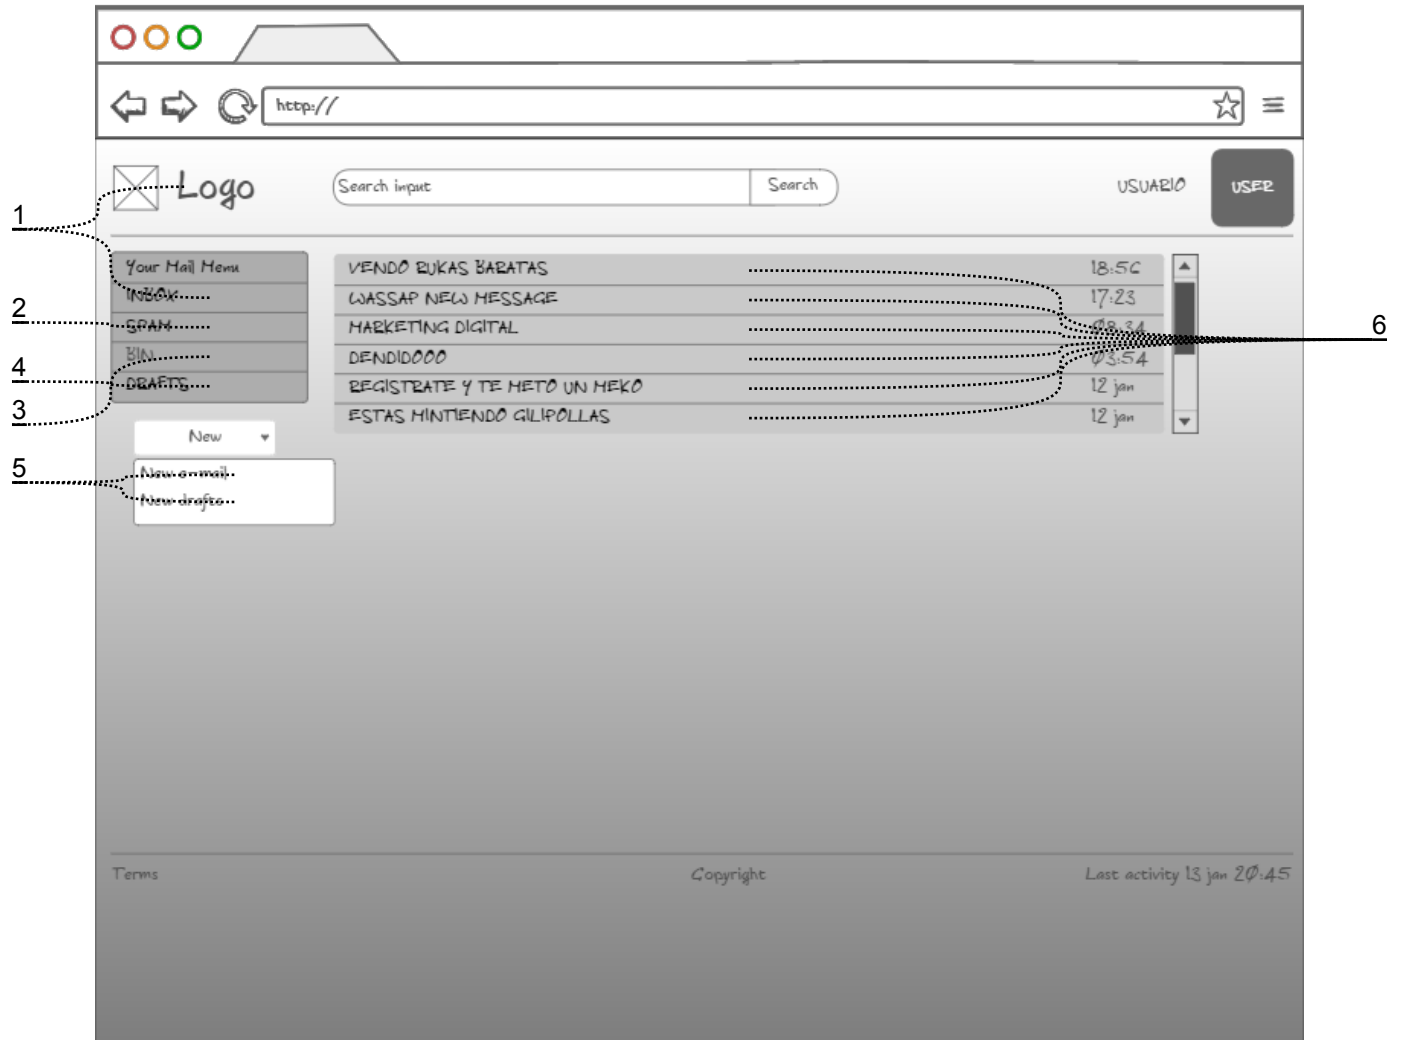 http://
Logo
Search input
Search
USUARIO
USER
1
Your Mail Menu
INBOX
SPAM
BIN
DRAFTS
2
4
3
5
VENDO RUKAS BARATAS 18:56
WASSAP NEW MESSAGE 17:23
MARKETING DIGITAL 08:34
DENDIDOOO 03:54
REGISTRATE Y TE METO UN MEKO 12 jan
ESTAS MINTIENDO GILIPOLLAS 12 jan
6
New
New e-mail
New drafts
Terms
Copyright
Last activity 13 jan 20:45